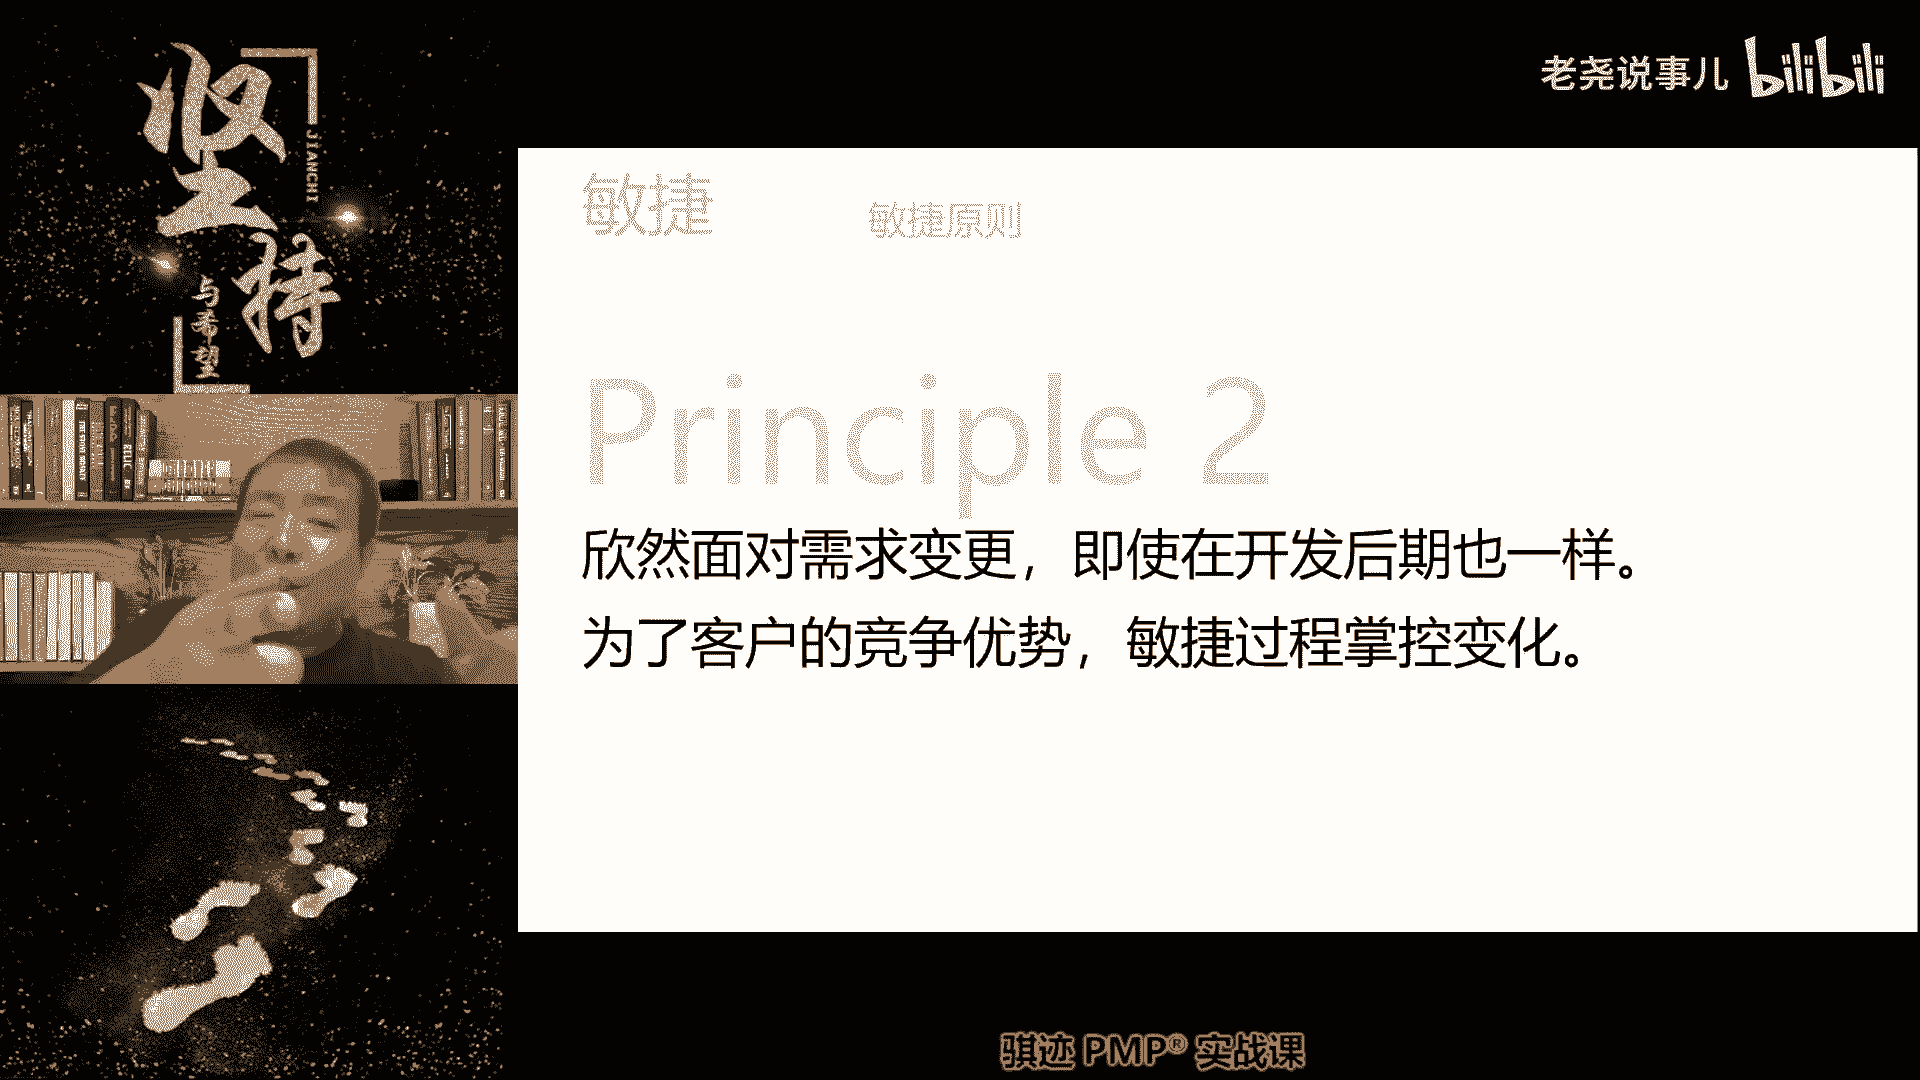 坚持
JIANCHI
与希望
老尧说事儿 bilibili
敏捷
敏捷原则
Principle 2
欣然面对需求变更，即使在开发后期也一样。
为了客户的竞争优势，敏捷过程掌控变化。
骐迹 PMP® 实战课